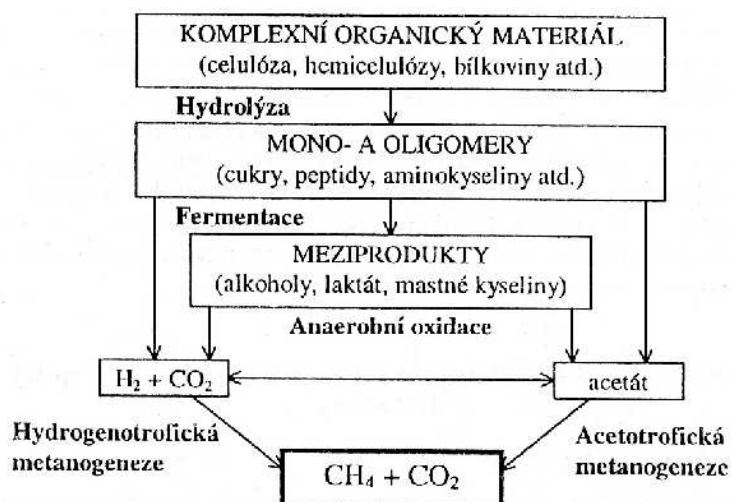 KOMPLEXNÍ ORGANICKÝ MATERIÁL
(celulóza, hemicelulózy, bílkoviny atd.)
Hydrolýza
MONO- A OLIGOMERY
(cukry, peptidy, aminokyseliny atd.)
Fermentace
MEZIPRODUKTY
(alkoholy, laktát, mastné kyseliny)
Anaerobní oxidace
H₂ + CO₂
acetát
Hydrogenotrofická
metanogeneze
Acetotrofická
metanogeneze
CH₄ + CO₂